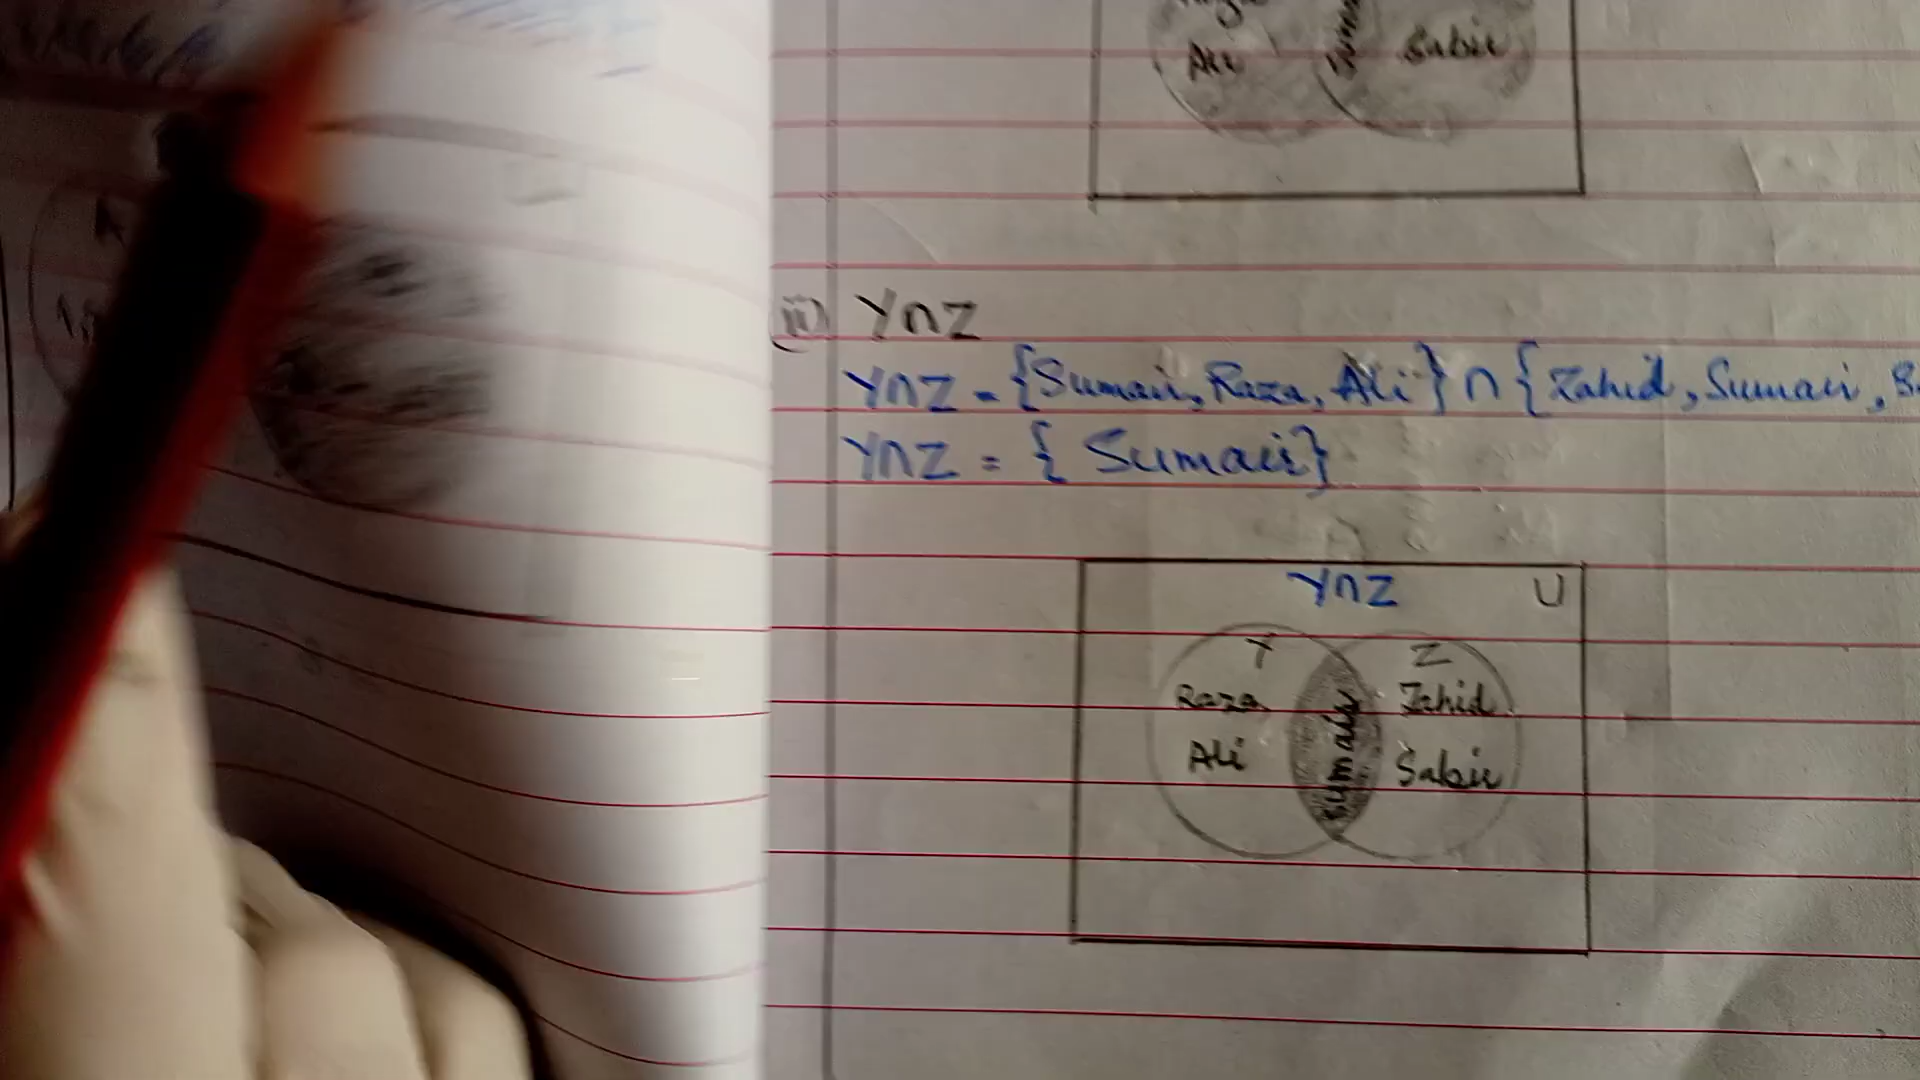 Ali Sabir
(ii) Y∩Z
Y∩Z = {Sumair, Raza, Ali} ∩ {Zahid, Sumair,
Y∩Z = { Sumair}
Y∩Z U
Y Z
Raza Sumair Zahid
Ali Sabir